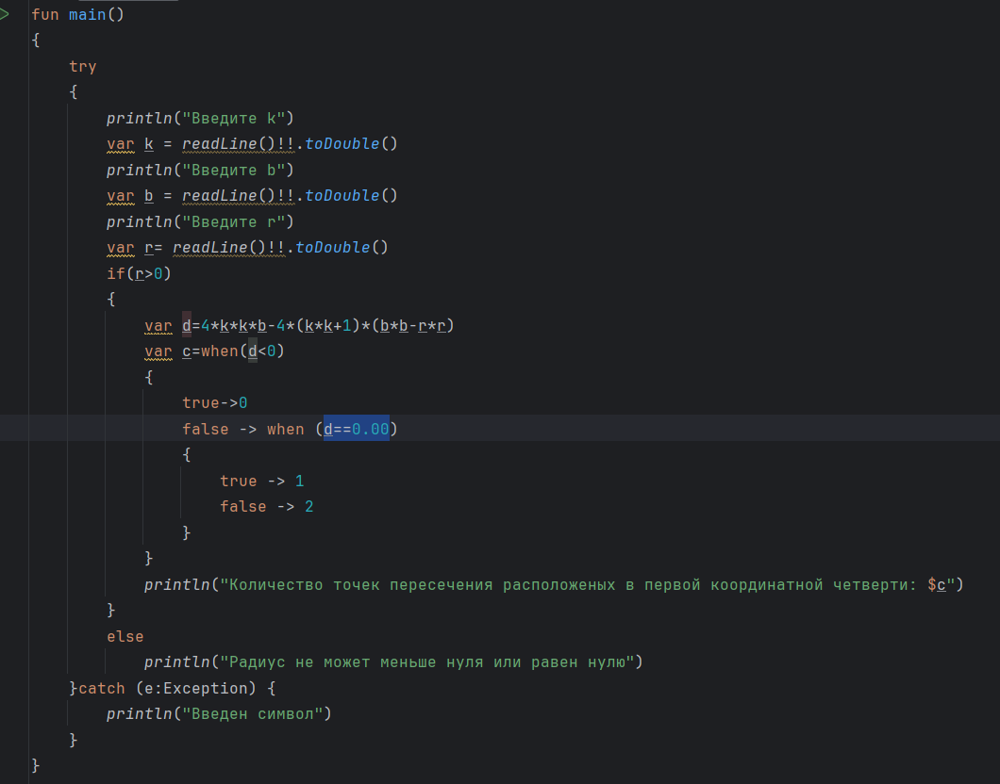 fun main()
{
    try
    {
        println("Введите k")
        var k = readLine()!!.toDouble()
        println("Введите b")
        var b = readLine()!!.toDouble()
        println("Введите r")
        var r= readLine()!!.toDouble()
        if(r>0)
        {
            var d=4*k*k*b-4*(k*k+1)*(b*b-r*r)
            var c=when(d<0)
            {
                true->0
                false -> when (d==0.00)
                {
                    true -> 1
                    false -> 2
                }
            }
            println("Количество точек пересечения расположеных в первой координатной четверти: $c")
        }
        else
            println("Радиус не может меньше нуля или равен нулю")
    }catch (e:Exception) {
        println("Введен символ")
    }
}